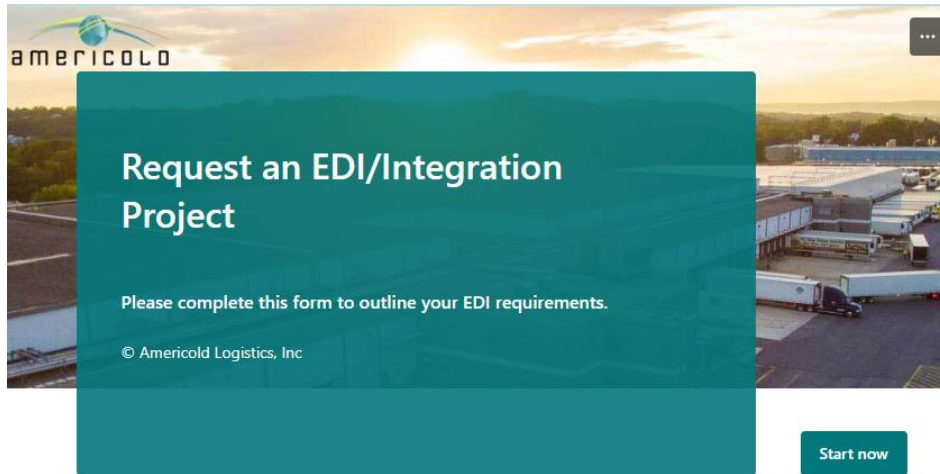 americold
...
Request an EDI/Integration
Project
Please complete this form to outline your EDI requirements.
© Americold Logistics, Inc
Start now